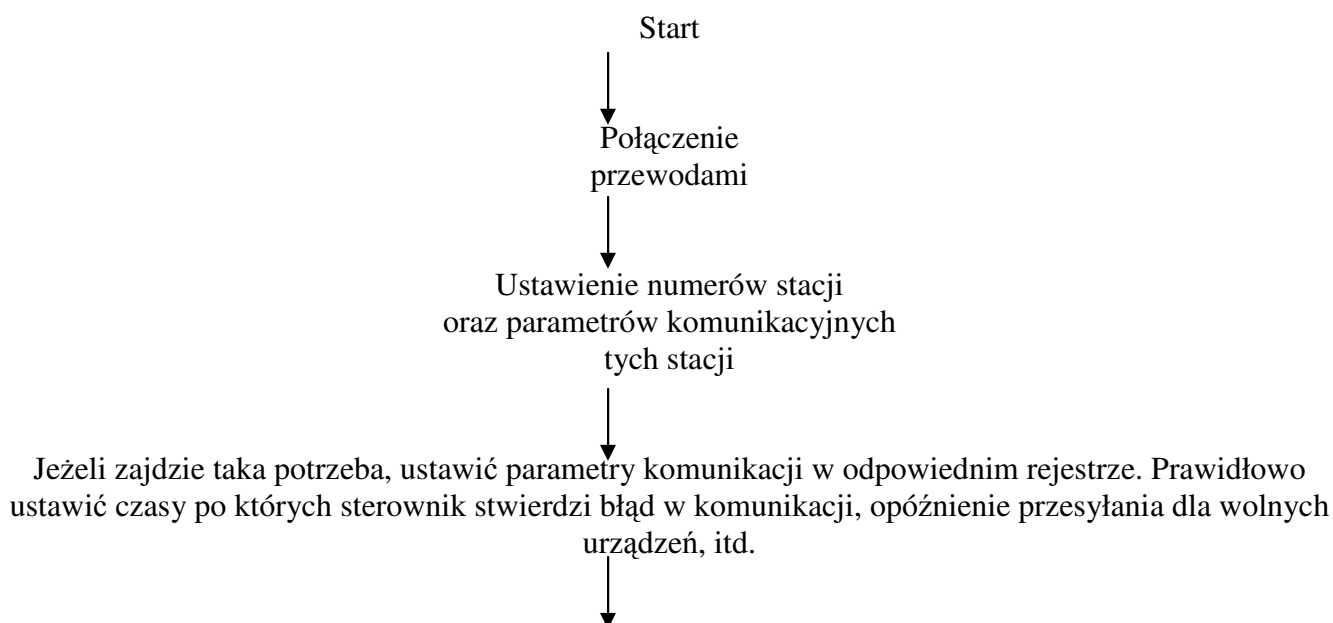 Start
Połączenie
przewodami
Ustawienie numerów stacji
oraz parametrów komunikacyjnych
tych stacji
Jeżeli zajdzie taka potrzeba, ustawić parametry komunikacji w odpowiednim rejestrze. Prawidłowo
ustawić czasy po których sterownik stwierdzi błąd w komunikacji, opóźnienie przesyłania dla wolnych
urządzeń, itd.